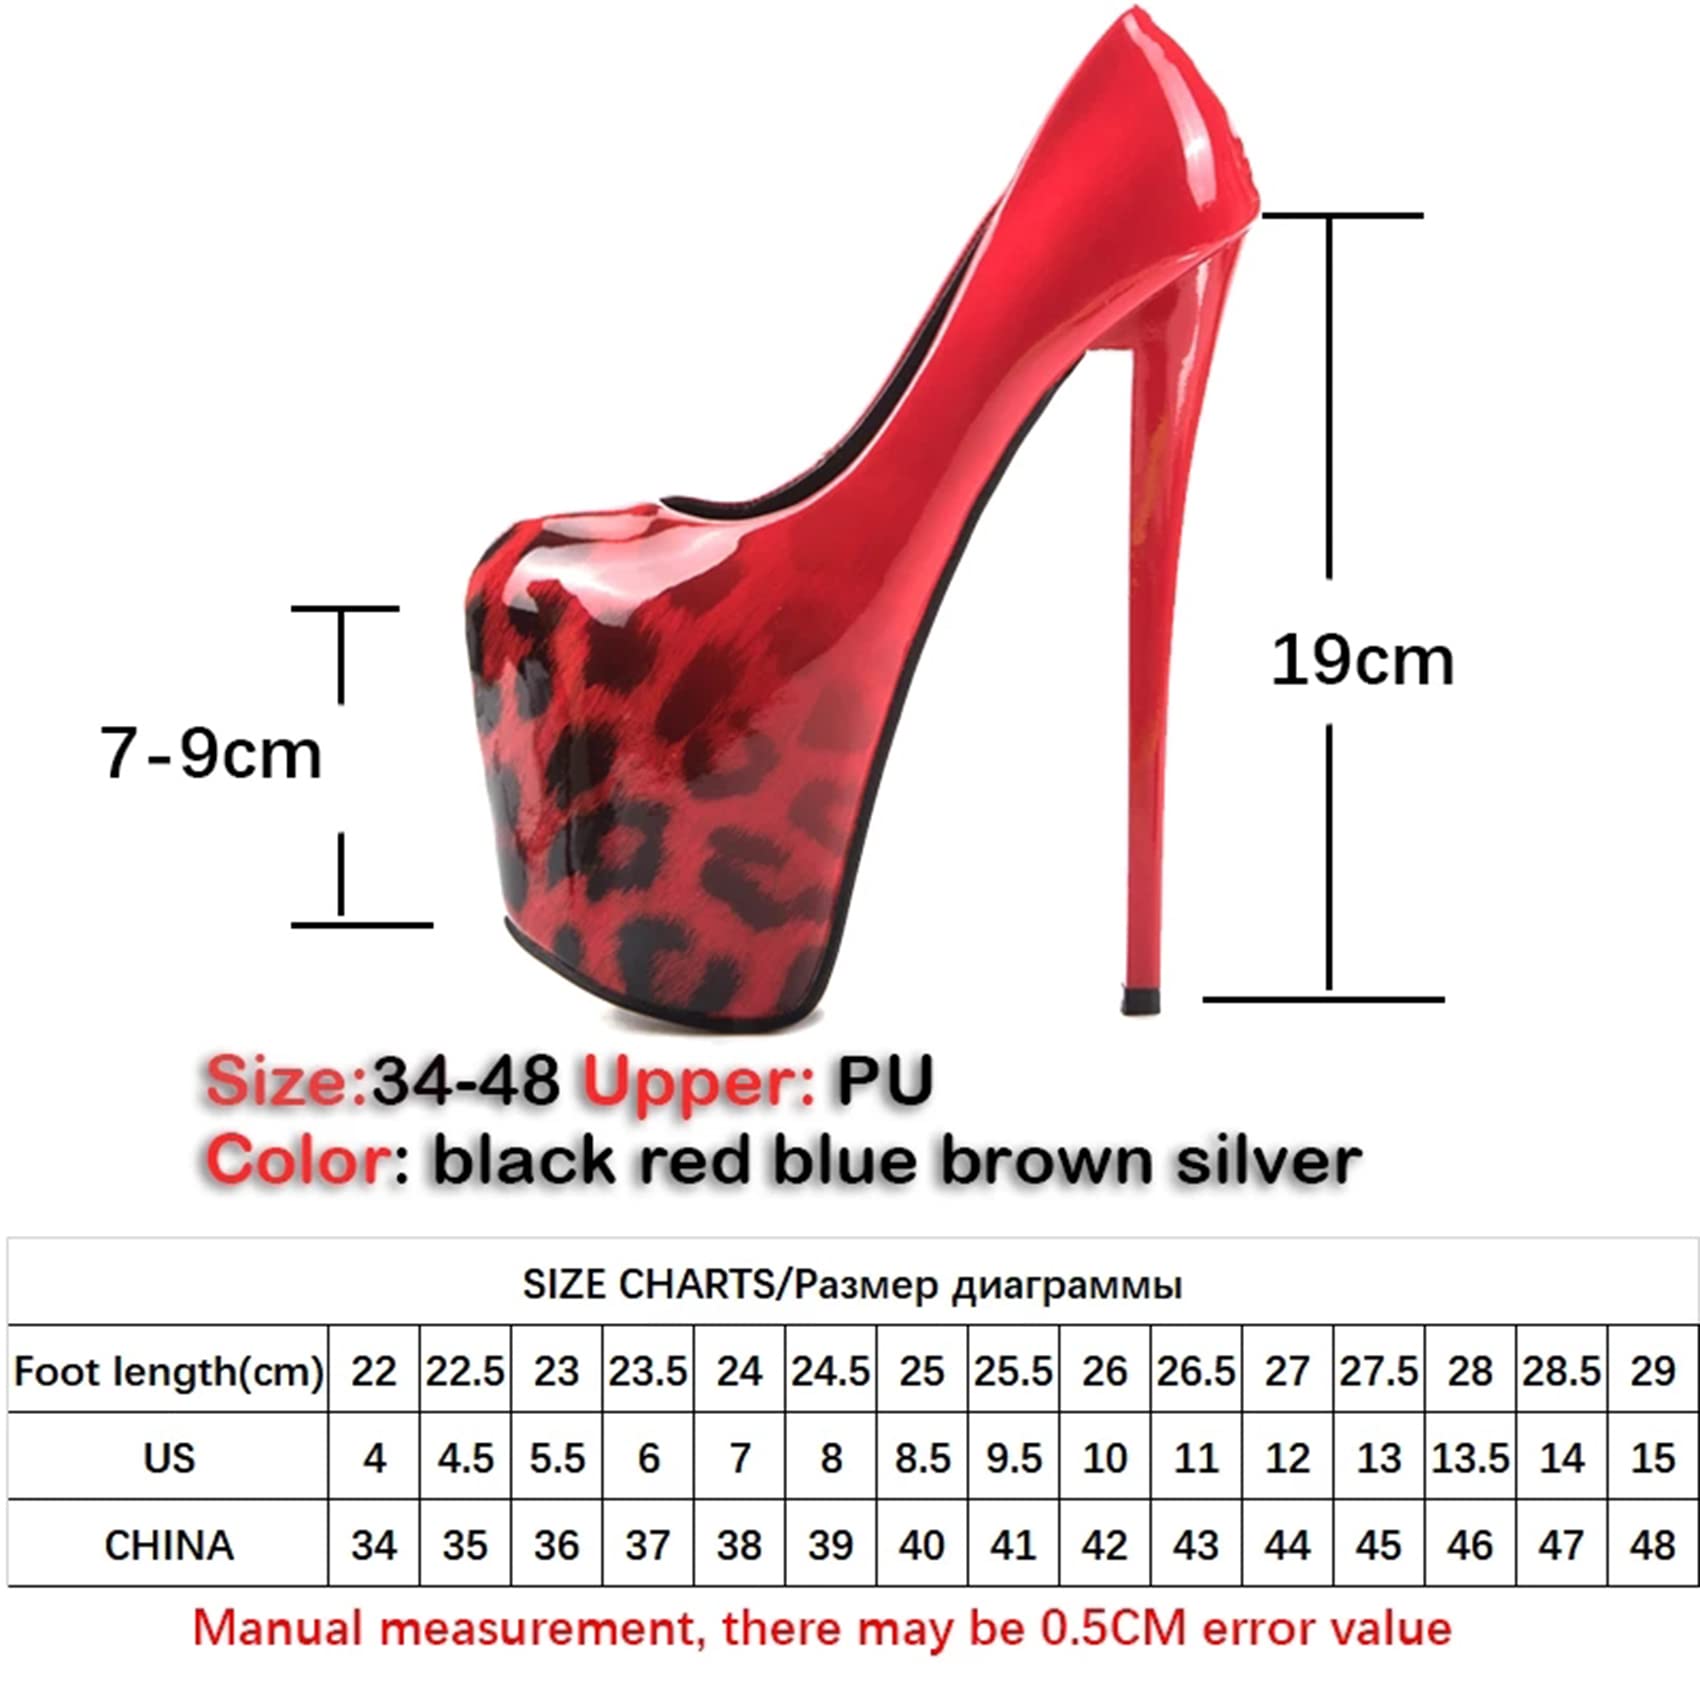 19cm
7-9cm
Size:34-48 Upper: PU
Color: black red blue brown silver
SIZE CHARTS/Размер диаграммы
Foot length(cm) 22 22.5 23 23.5 24 24.5 25 25.5 26 26.5 27 27.5 28 28.5 29
US 4 4.5 5.5 6 7 8 8.5 9.5 10 11 12 13 13.5 14 15
CHINA 34 35 36 37 38 39 40 41 42 43 44 45 46 47 48
Manual measurement, there may be 0.5CM error value